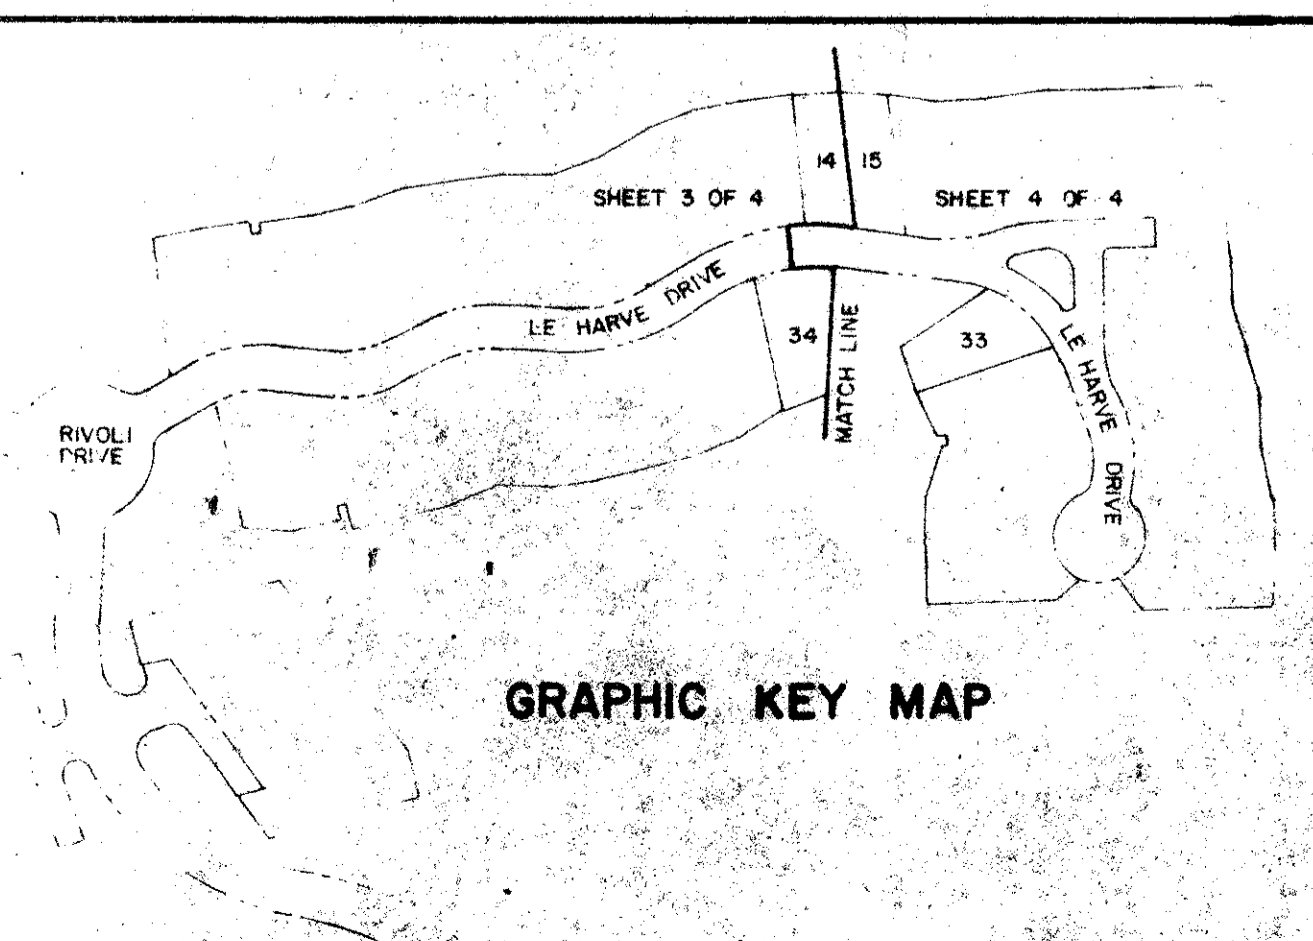 14 15
SHEET 3 OF 4
SHEET 4 OF 4
LE HARVE DRIVE
34
MATCH LINE
33
LE HARVE DRIVE
RIVOLI
DRIVE
GRAPHIC KEY MAP